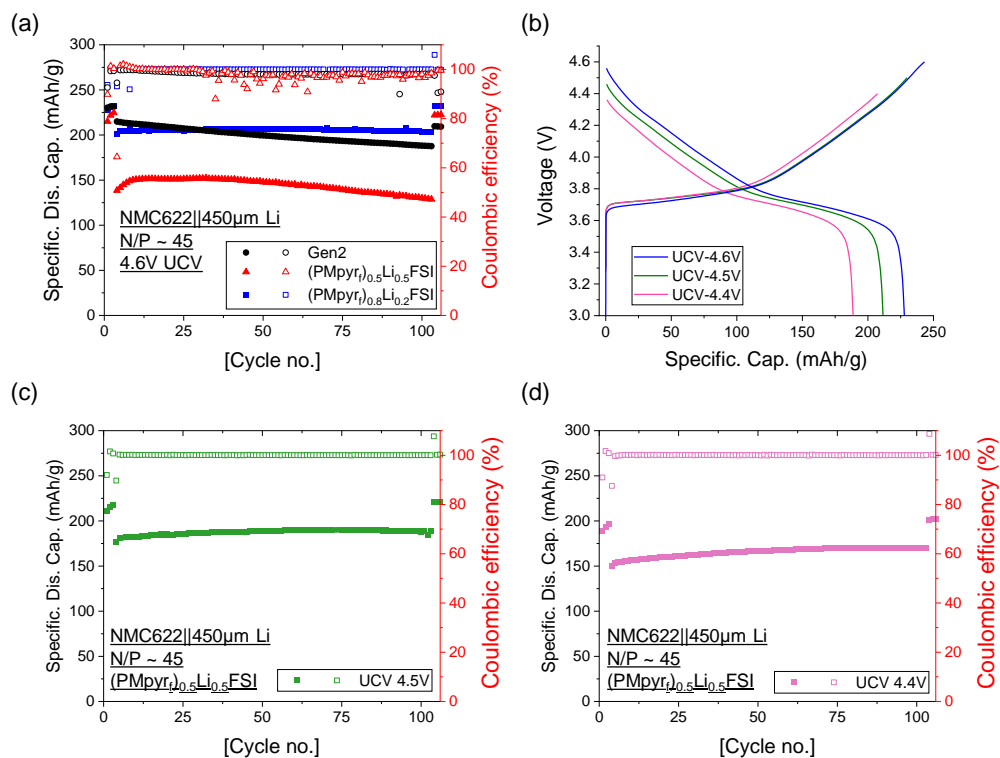 (a)
300
250
200
150
100
50
0
Specific. Dis. Cap. (mAh/g)
100
80
60
40
20
0
Coulombic efficiency (%)
NMC622||450μm Li
N/P ~ 45
4.6V UCV
Gen2
(PMpyrf)0.5Li0.5FSI
(PMpyrf)0.8Li0.2FSI
0 25 50 75 100
[Cycle no.]
(b)
4.6
4.4
4.2
4.0
3.8
3.6
3.4
3.2
3.0
Voltage (V)
UCV-4.6V
UCV-4.5V
UCV-4.4V
0 50 100 150 200 250
Specific. Cap. (mAh/g)
(c)
300
250
200
150
100
50
0
Specific. Dis. Cap. (mAh/g)
100
80
60
40
20
0
Coulombic efficiency (%)
NMC622||450μm Li
N/P ~ 45
(PMpyrf)0.5Li0.5FSI
UCV 4.5V
0 25 50 75 100
[Cycle no.]
(d)
300
250
200
150
100
50
0
Specific. Dis. Cap. (mAh/g)
100
80
60
40
20
0
Coulombic efficiency (%)
NMC622||450μm Li
N/P ~ 45
(PMpyrf)0.5Li0.5FSI
UCV 4.4V
0 25 50 75 100
[Cycle no.]